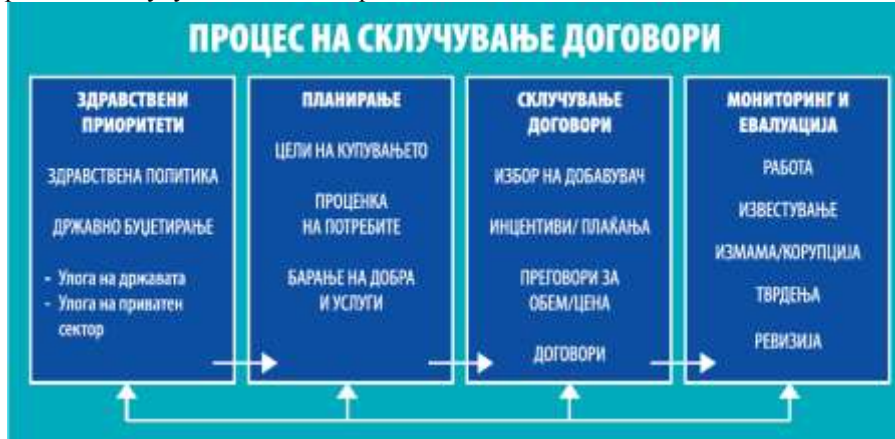 ПРОЦЕС НА СКЛУЧУВАЊЕ ДОГОВОРИ
ЗДРАВСТВЕНИ
ПРИОРИТЕТИ
ЗДРАВСТВЕНА ПОЛИТИКА
ДРЖАВНО БУЏЕТИРАЊЕ
- Улога на државата
- Улога на приватен
сектор
ПЛАНИРАЊЕ
ЦЕЛИ НА КУПУВАЊЕТО
ПРОЦЕНКА
НА ПОТРЕБИТЕ
БАРАЊЕ НА ДОБРА
И УСЛУГИ
СКЛУЧУВАЊЕ
ДОГОВОРИ
ИЗБОР НА ДОБАВУВАЧ
ИНЦЕНТИВИ/ ПЛАЌАЊА
ПРЕГОВОРИ ЗА
ОБЕМ/ЦЕНА
ДОГОВОРИ
МОНИТОРИНГ И
ЕВАЛУАЦИЈА
РАБОТА
ИЗВЕСТУВАЊЕ
ИЗМАМА/КОРУПЦИЈА
ТВРДЕЊА
РЕВИЗИЈА